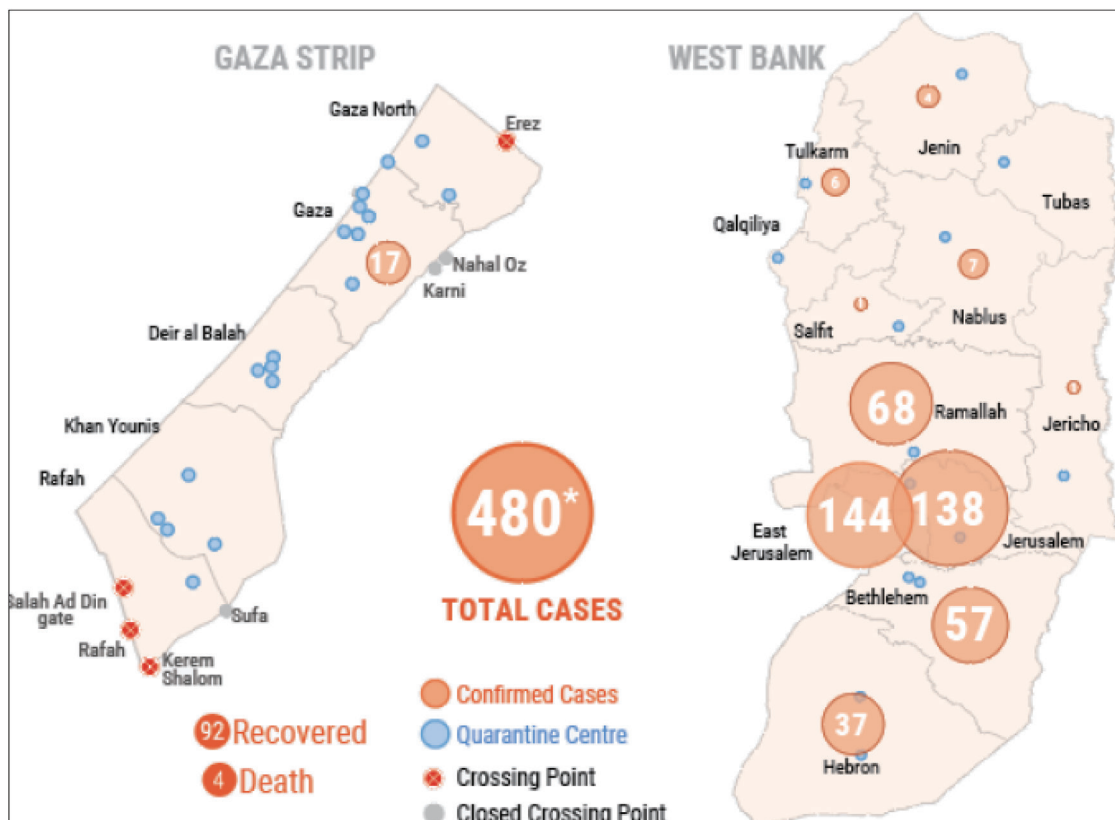 GAZA STRIP
WEST BANK
Gaza North
Erez
Gaza
17
Nahal Oz
Karni
Deir al Balah
Khan Younis
Rafah
Salah Ad Din
gate
Rafah
Kerem
Shalom
Sufa
480*
TOTAL CASES
92 Recovered
4 Death
Confirmed Cases
Quarantine Centre
Crossing Point
Closed Crossing Point
4
Jenin
Tulkarm
6
Tubas
Qalqiliya
7
Nablus
1
Salfit
68
Ramallah
1
Jericho
144
138
East
Jerusalem
Jerusalem
Bethlehem
57
37
Hebron